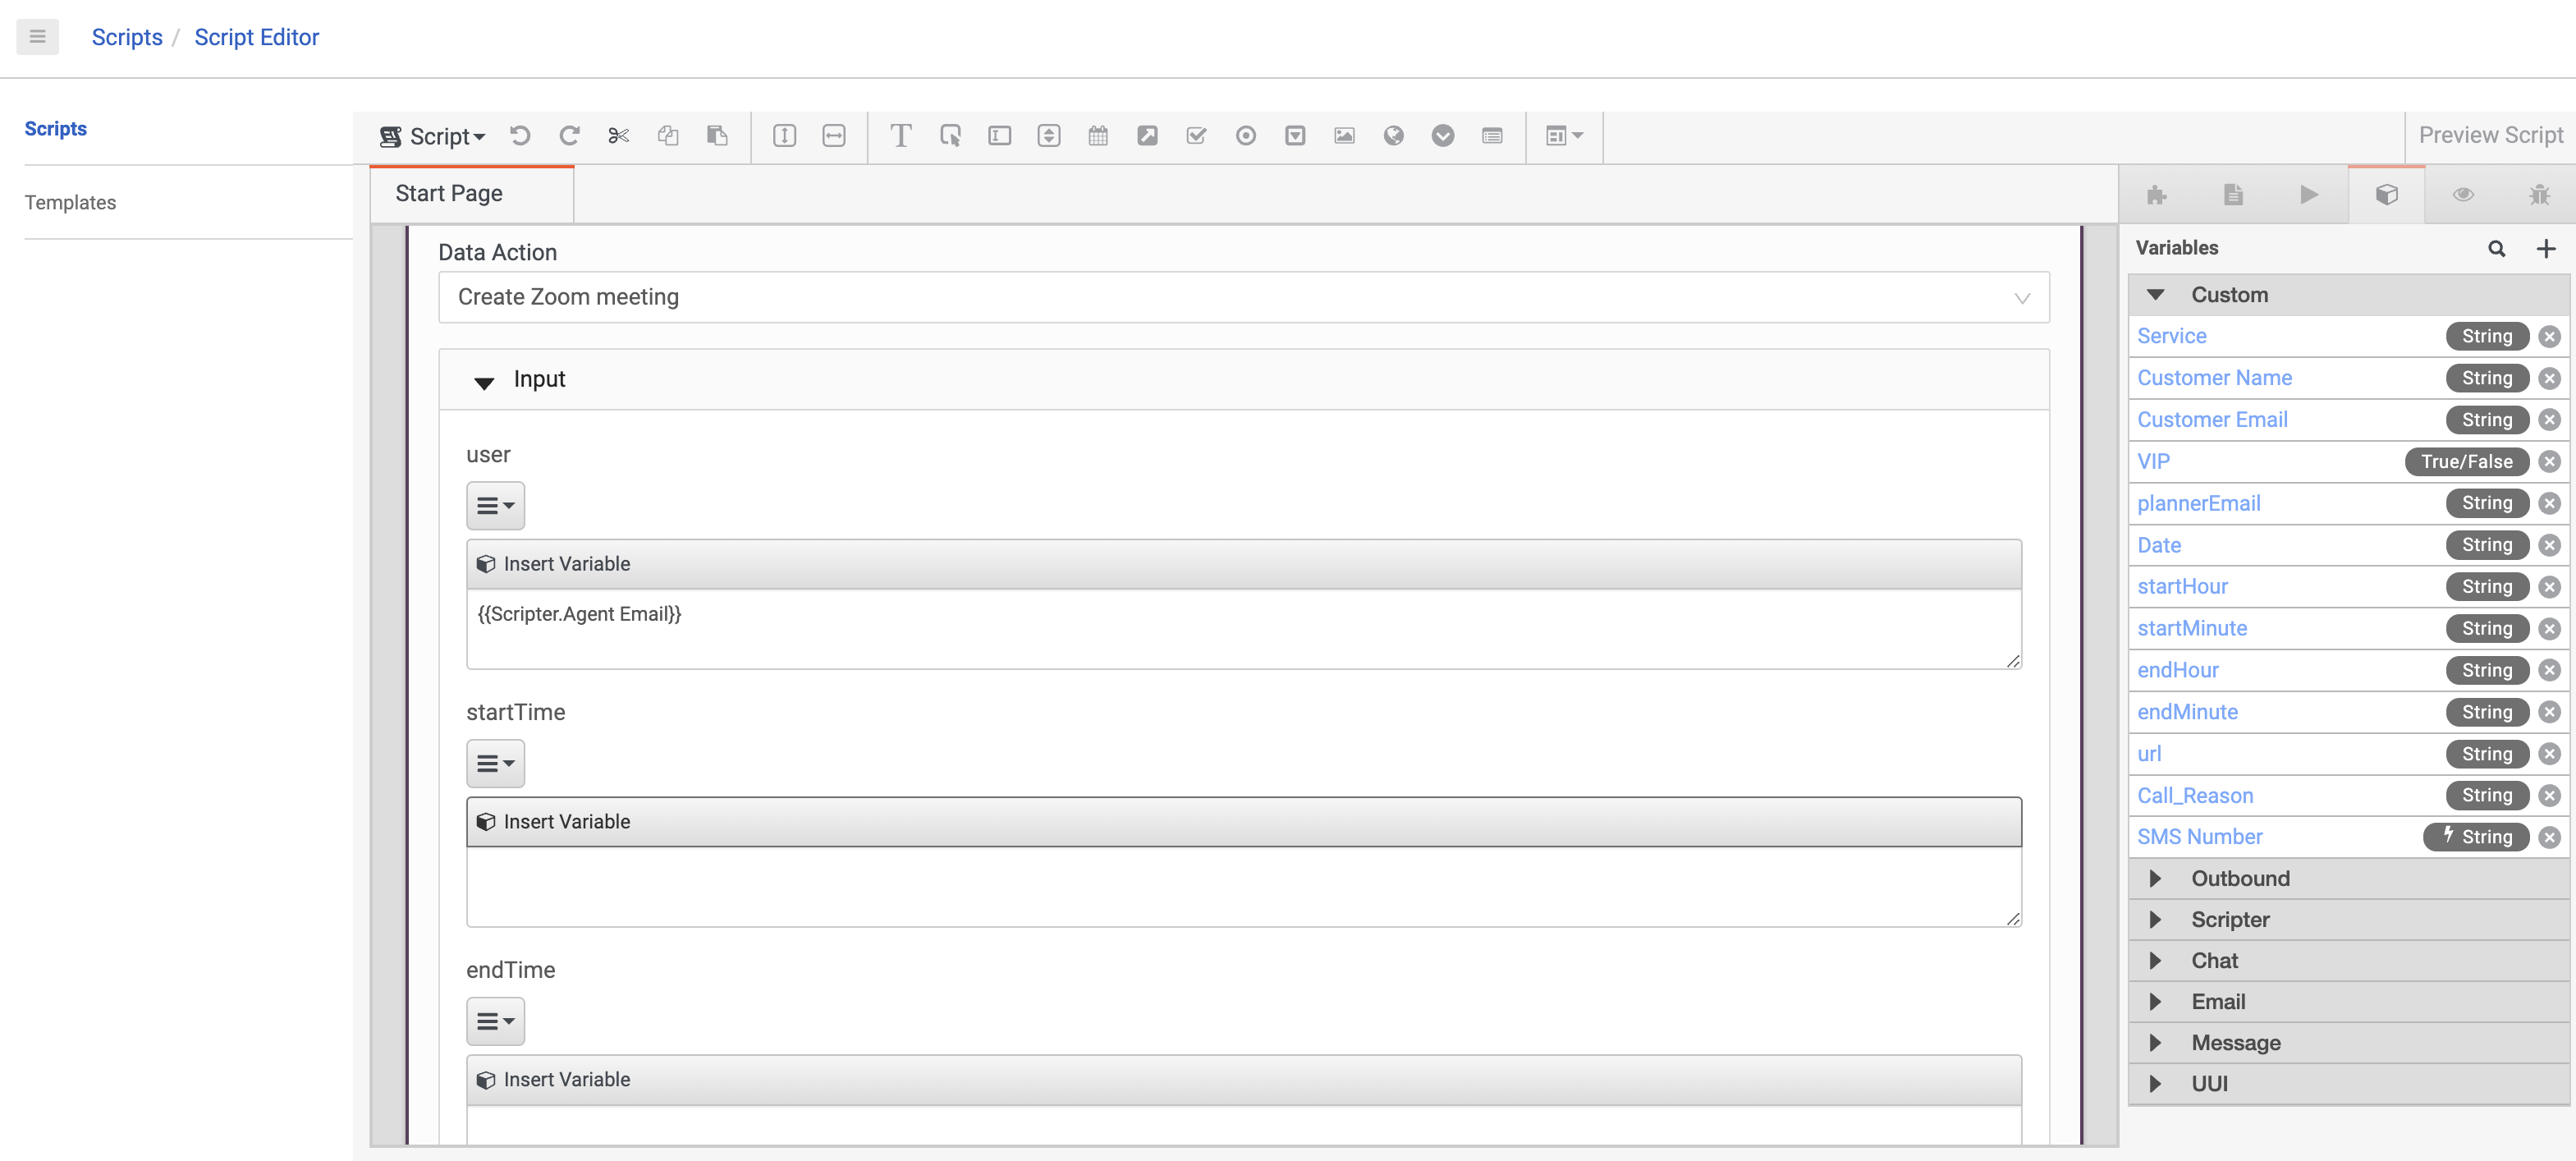 Scripts / Script Editor
Scripts
Templates
Script
Preview Script
Start Page
Data Action
Create Zoom meeting
Input
user
Insert Variable
{{Scripter.Agent Email}}
startTime
Insert Variable
endTime
Insert Variable
Variables
Custom
Service String
Customer Name String
Customer Email String
VIP True/False
plannerEmail String
Date String
startHour String
startMinute String
endHour String
endMinute String
url String
Call_Reason String
SMS Number String
Outbound
Scripter
Chat
Email
Message
UUI